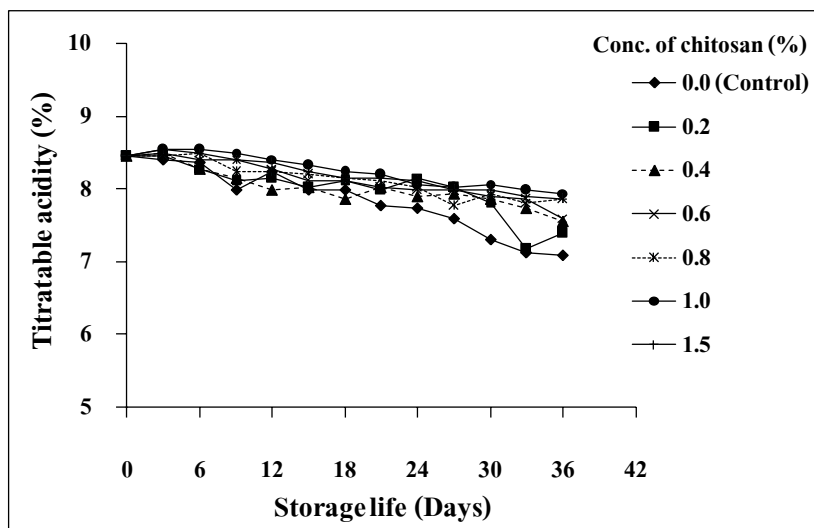 10
9
8
7
6
5
Titratable acidity (%)
0 6 12 18 24 30 36 42
Storage life (Days)
Conc. of chitosan (%)
0.0 (Control)
0.2
0.4
0.6
0.8
1.0
1.5